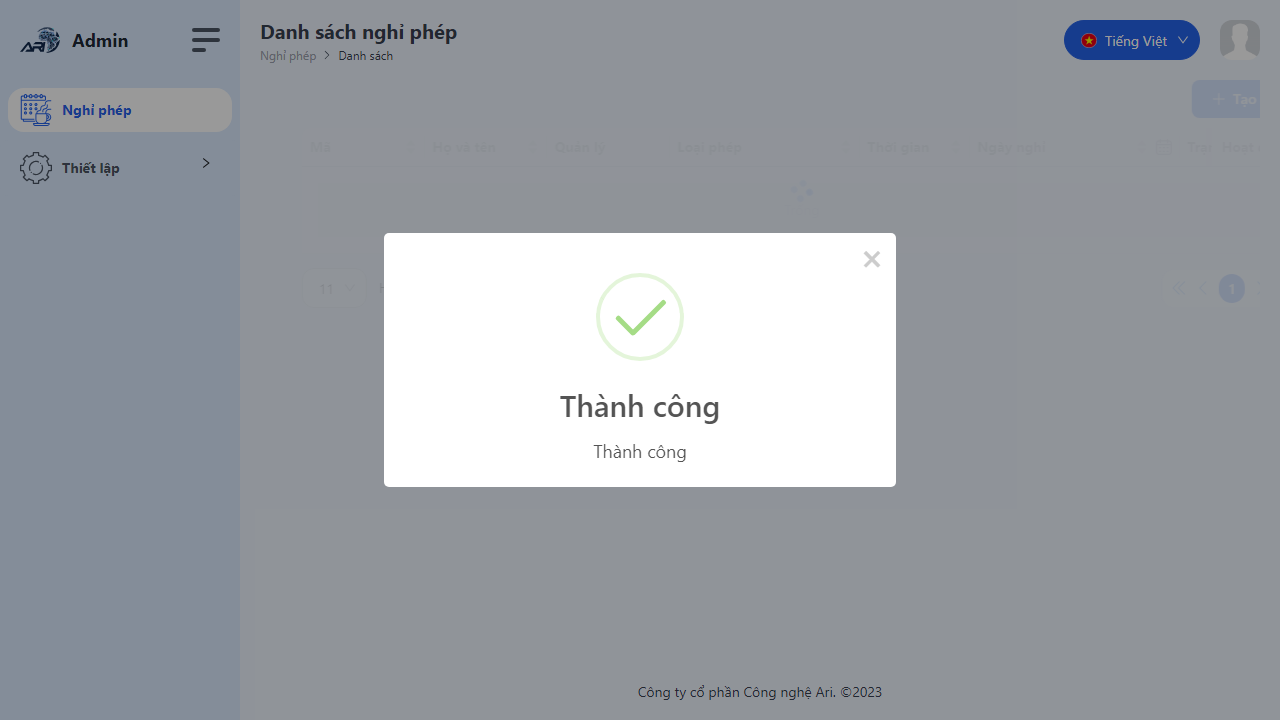 ARI Admin
Danh sách nghỉ phép
Nghỉ phép > Danh sách
Tiếng Việt
Nghỉ phép
Thiết lập
Tạo
Mã Họ và tên Quản lý Loại phép Thời gian Ngày nghỉ
11
1
Thành công
Thành công
Công ty cổ phần Công nghệ Ari. ©2023